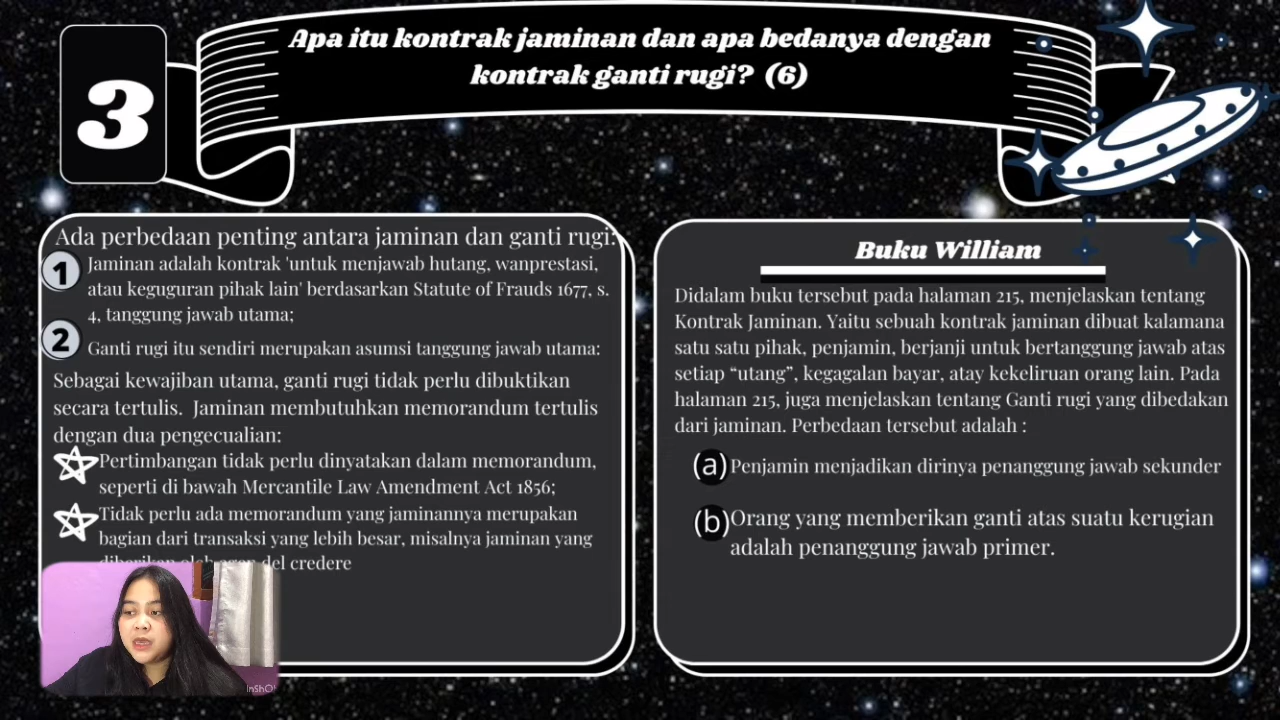 3
Apa itu kontrak jaminan dan apa bedanya dengan
kontrak ganti rugi? (6)
Ada perbedaan penting antara jaminan dan ganti rugi:
1
Jaminan adalah kontrak 'untuk menjawab hutang, wanprestasi,
atau keguguran pihak lain' berdasarkan Statute of Frauds 1677, s.
4, tanggung jawab utama;
2
Ganti rugi itu sendiri merupakan asumsi tanggung jawab utama:
Sebagai kewajiban utama, ganti rugi tidak perlu dibuktikan
secara tertulis. Jaminan membutuhkan memorandum tertulis
dengan dua pengecualian:
Pertimbangan tidak perlu dinyatakan dalam memorandum,
seperti di bawah Mercantile Law Amendment Act 1856;
Tidak perlu ada memorandum yang jaminannya merupakan
bagian dari transaksi yang lebih besar, misalnya jaminan yang
diberikan oleh agen del credere
Buku William
Didalam buku tersebut pada halaman 215, menjelaskan tentang
Kontrak Jaminan. Yaitu sebuah kontrak jaminan dibuat kalamana
satu satu pihak, penjamin, berjanji untuk bertanggung jawab atas
setiap “utang”, kegagalan bayar, atay kekeliruan orang lain. Pada
halaman 215, juga menjelaskan tentang Ganti rugi yang dibedakan
dari jaminan. Perbedaan tersebut adalah :
(a) Penjamin menjadikan dirinya penanggung jawab sekunder
(b) Orang yang memberikan ganti atas suatu kerugian
adalah penanggung jawab primer.